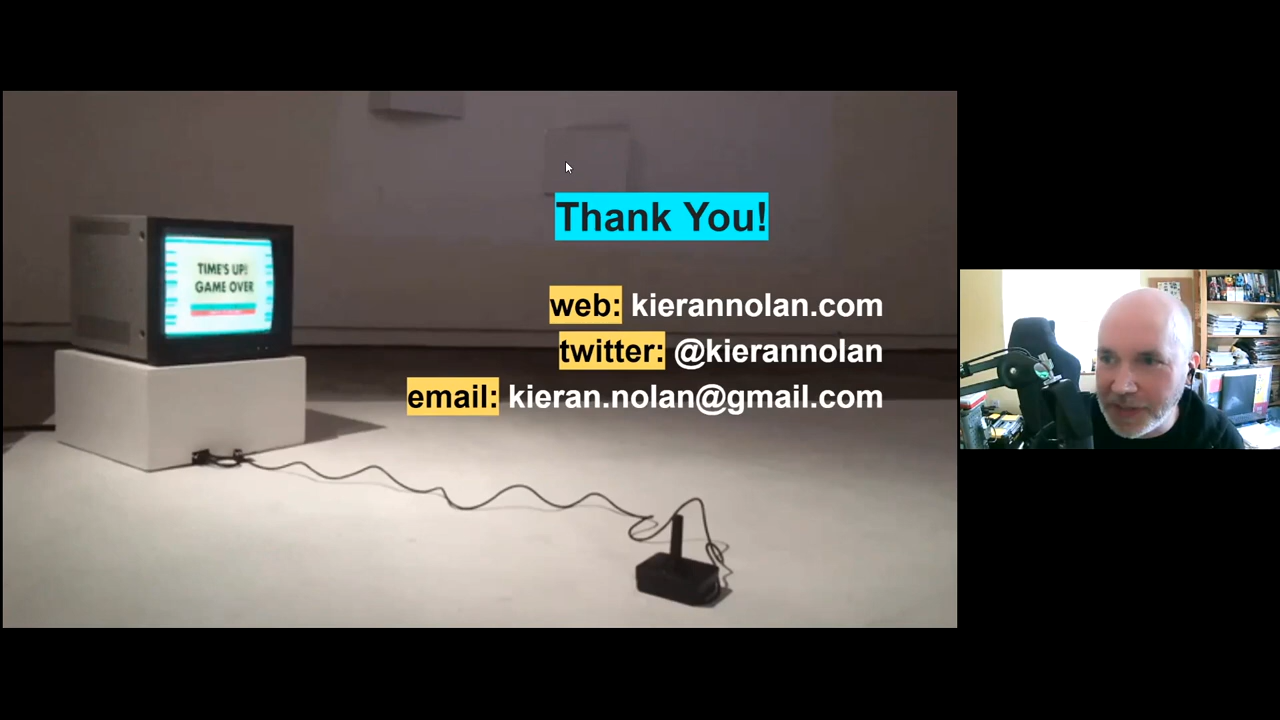 Thank You!
web: kierannolan.com
twitter: @kierannolan
email: kieran.nolan@gmail.com
TIME'S UP!
GAME OVER